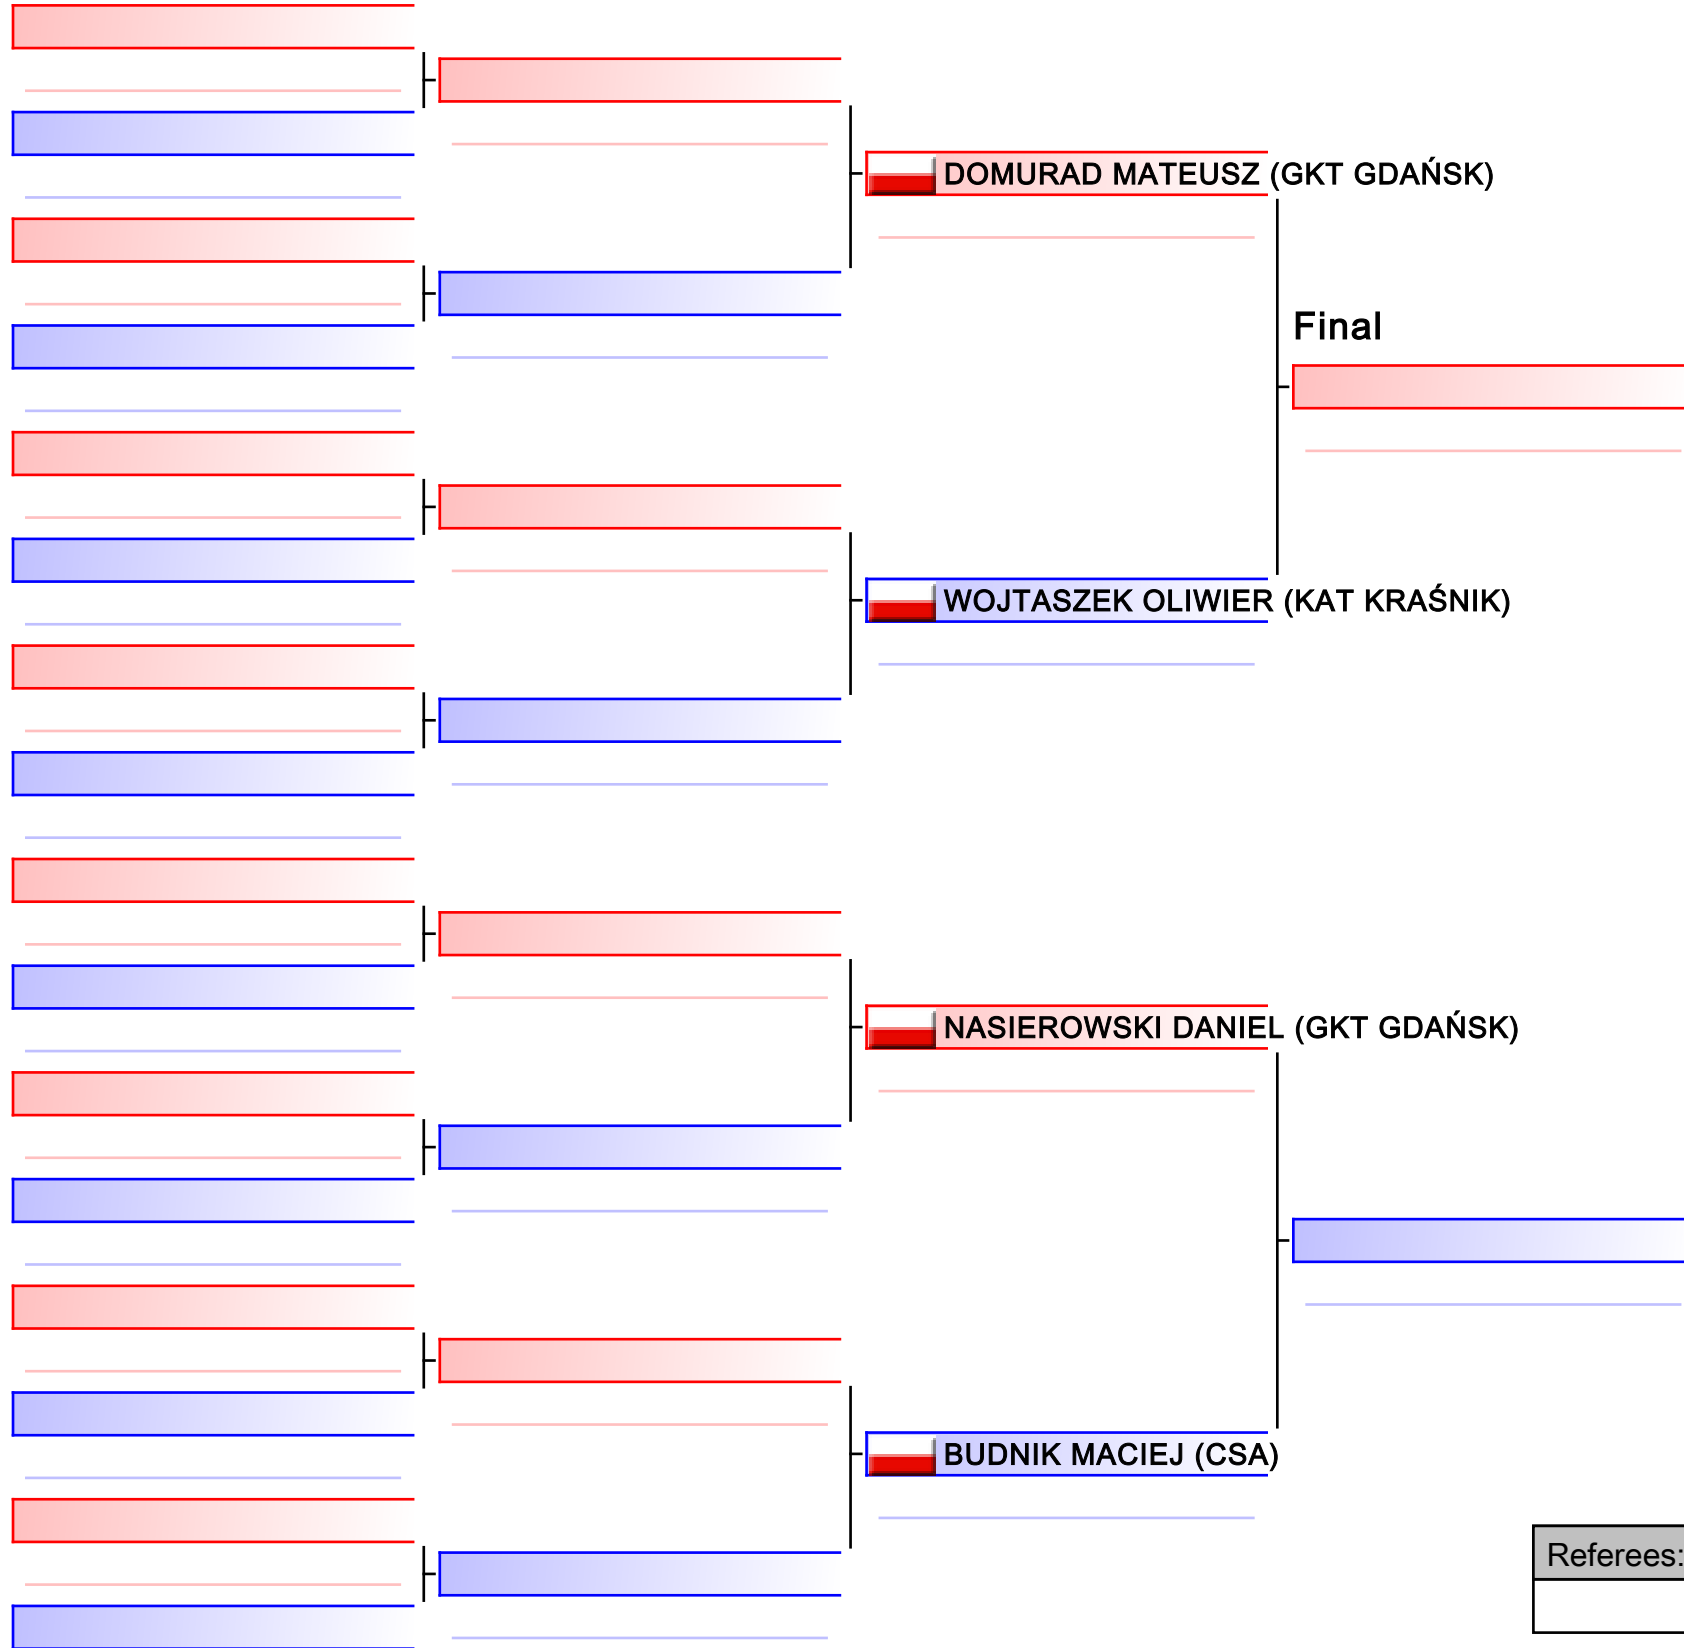 DOMURAD MATEUSZ (GKT GDAŃSK)
Final
WOJTASZEK OLIWIER (KAT KRAŚNIK)
NASIEROWSKI DANIEL (GKT GDAŃSK)
BUDNIK MACIEJ (CSA)
Referees: